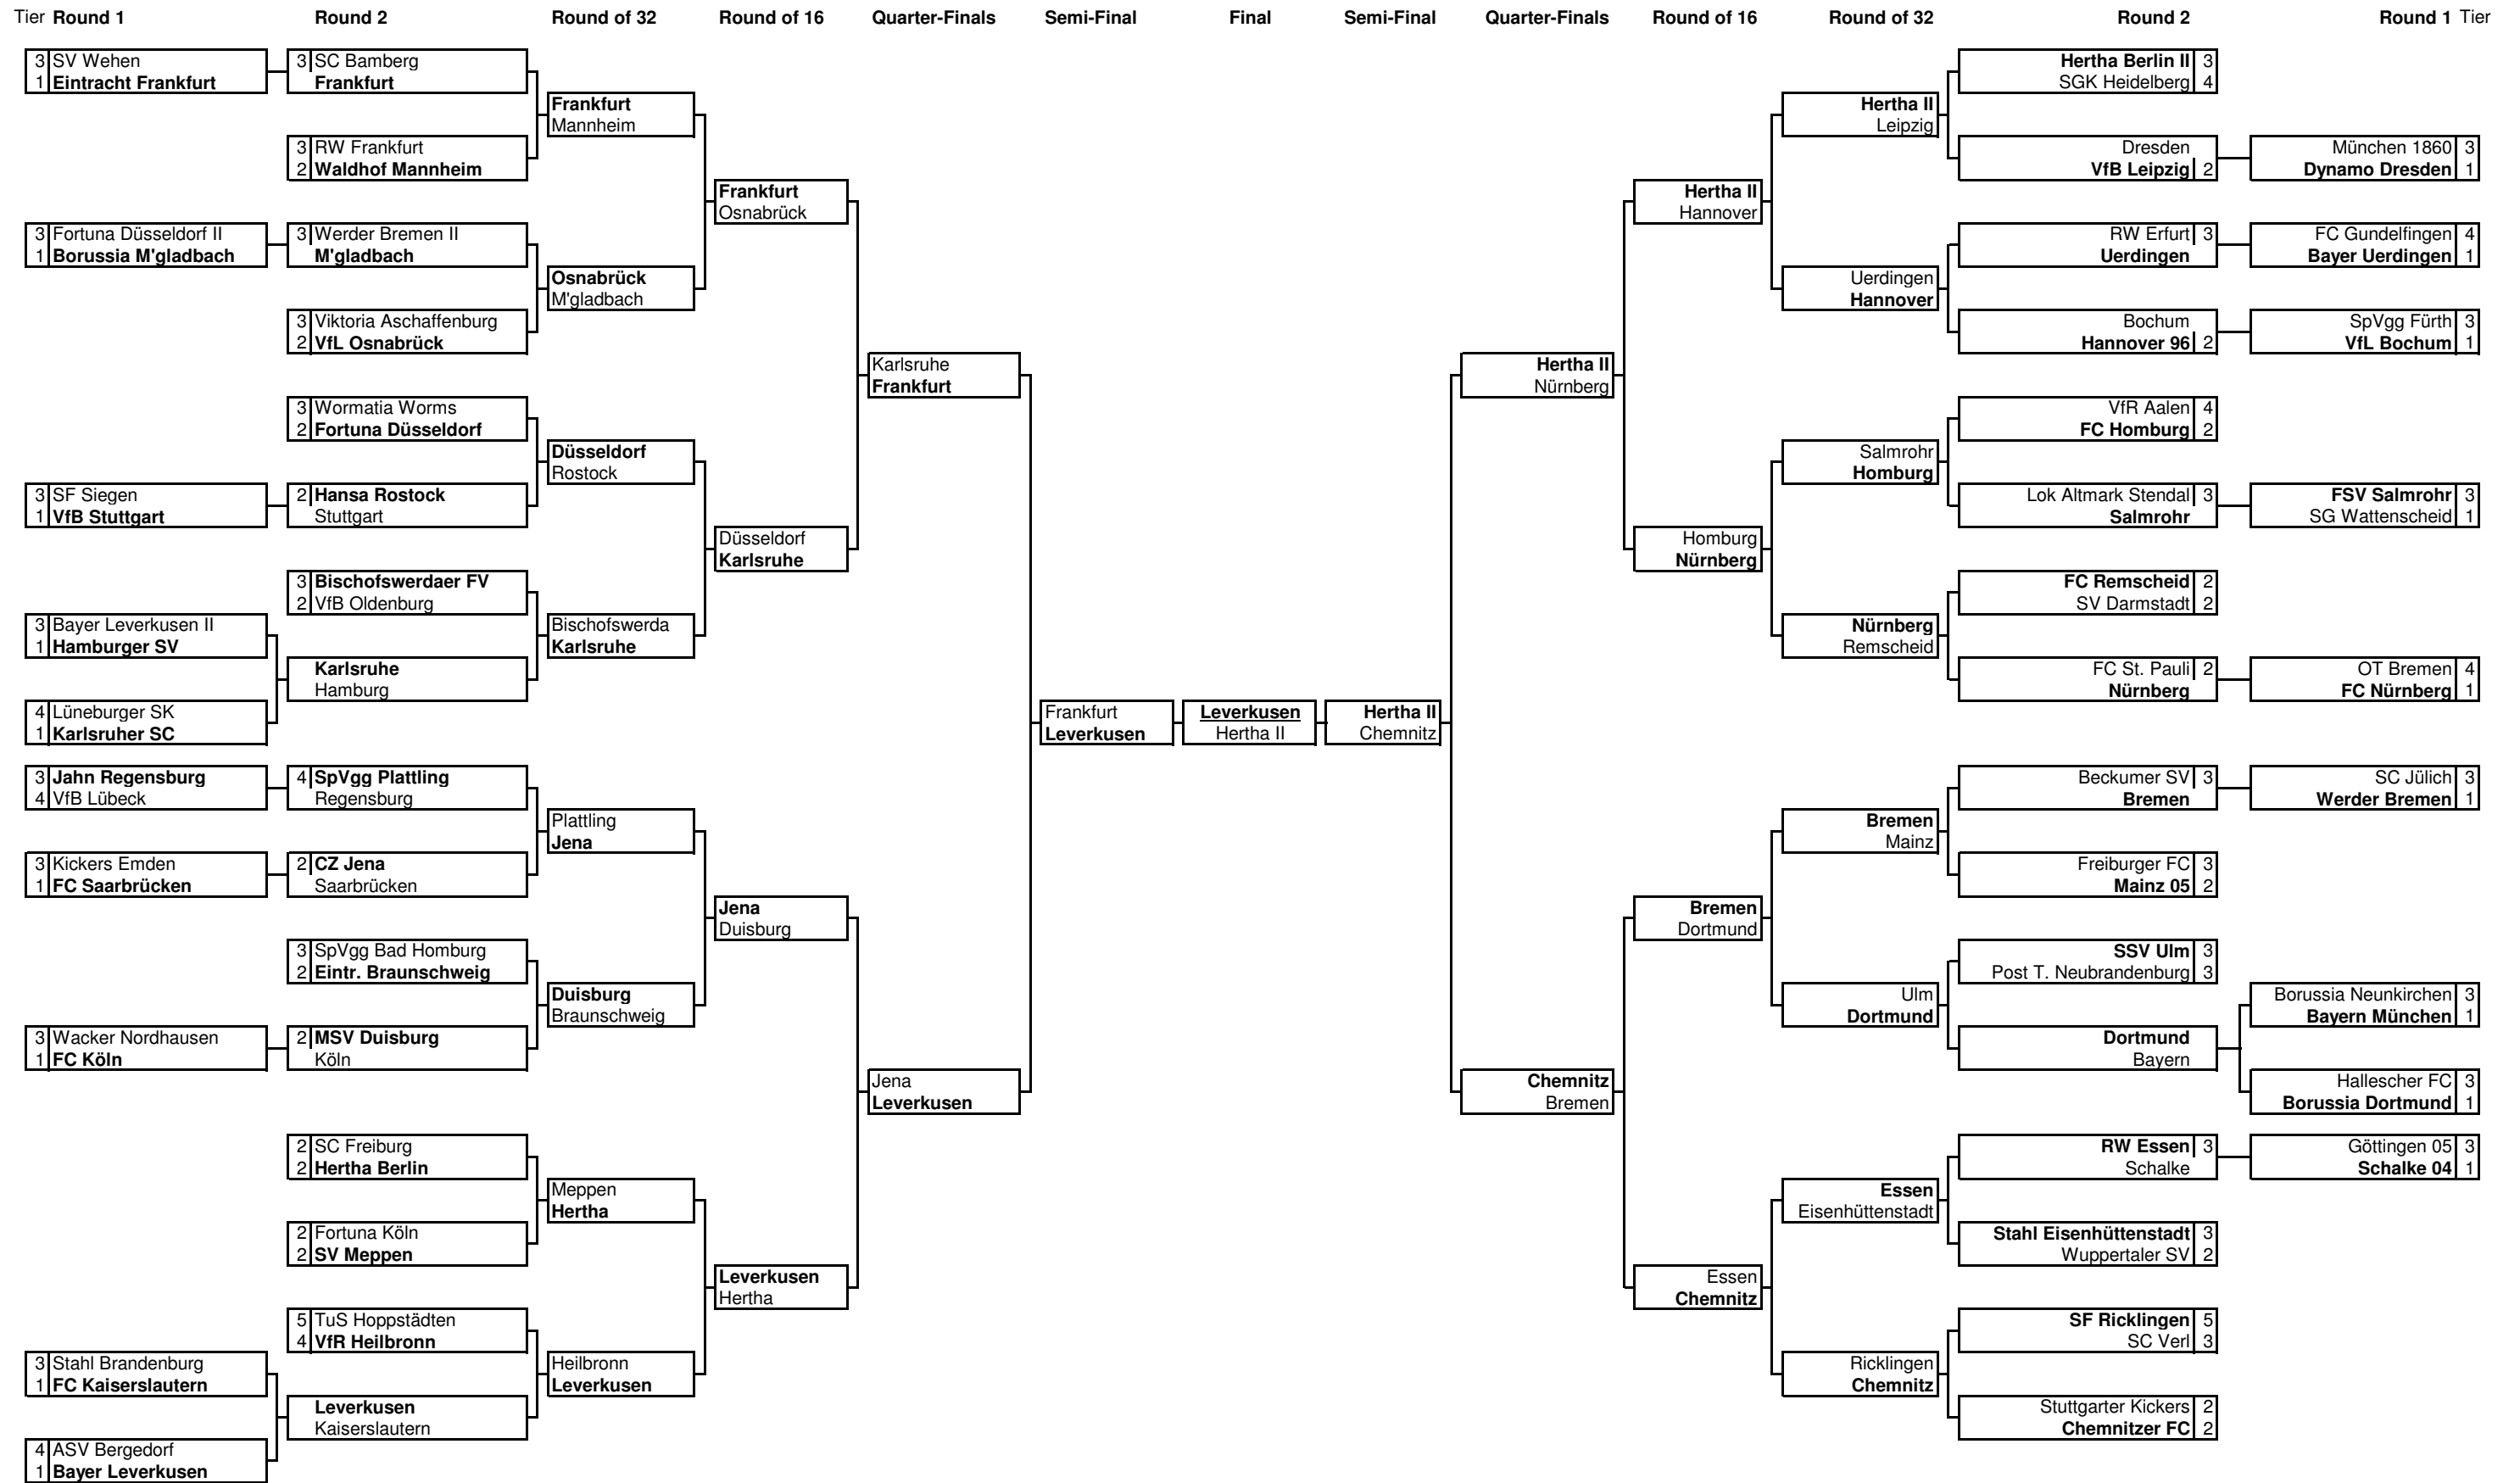 Tier Round 1 Round 2 Round of 32 Round of 16 Quarter-Finals Semi-Final Final Semi-Final Quarter-Finals Round of 16 Round of 32 Round 2 Round 1 Tier
3 SV Wehen
1 Eintracht Frankfurt
3 Fortuna Düsseldorf II
1 Borussia M'gladbach
3 SF Siegen
1 VfB Stuttgart
3 Bayer Leverkusen II
1 Hamburger SV
4 Lüneburger SK
1 Karlsruher SC
3 Jahn Regensburg
4 VfB Lübeck
3 Kickers Emden
1 FC Saarbrücken
3 Wacker Nordhausen
1 FC Köln
3 Stahl Brandenburg
1 FC Kaiserslautern
4 ASV Bergedorf
1 Bayer Leverkusen
3 SC Bamberg
Frankfurt
3 RW Frankfurt
2 Waldhof Mannheim
3 Werder Bremen II
M'gladbach
3 Viktoria Aschaffenburg
2 VfL Osnabrück
3 Wormatia Worms
2 Fortuna Düsseldorf
2 Hansa Rostock
Stuttgart
3 Bischofswerdaer FV
2 VfB Oldenburg
Karlsruhe
Hamburg
4 SpVgg Plattling
Regensburg
2 CZ Jena
Saarbrücken
3 SpVgg Bad Homburg
2 Eintr. Braunschweig
2 MSV Duisburg
Köln
2 SC Freiburg
2 Hertha Berlin
2 Fortuna Köln
2 SV Meppen
5 TuS Hoppstädten
4 VfR Heilbronn
Leverkusen
Kaiserslautern
Frankfurt
Mannheim
Osnabrück
M'gladbach
Düsseldorf
Rostock
Bischofswerda
Karlsruhe
Plattling
Jena
Duisburg
Braunschweig
Meppen
Hertha
Heilbronn
Leverkusen
Frankfurt
Osnabrück
Düsseldorf
Karlsruhe
Jena
Duisburg
Leverkusen
Hertha
Karlsruhe
Frankfurt
Jena
Leverkusen
Frankfurt
Leverkusen
Leverkusen
Hertha II
Hertha II
Chemnitz
Hertha II
Nürnberg
Chemnitz
Bremen
Hertha II
Hannover
Homburg
Nürnberg
Bremen
Dortmund
Essen
Chemnitz
Hertha II
Leipzig
Uerdingen
Hannover
Salmrohr
Homburg
Nürnberg
Remscheid
Bremen
Mainz
Ulm
Dortmund
Essen
Eisenhüttenstadt
Ricklingen
Chemnitz
Hertha Berlin II 3
SGK Heidelberg 4
Dresden
VfB Leipzig 2
RW Erfurt 3
Uerdingen
Bochum
Hannover 96 2
VfR Aalen 4
FC Homburg 2
Lok Altmark Stendal 3
Salmrohr
FC Remscheid 2
SV Darmstadt 2
FC St. Pauli 2
Nürnberg
Beckumer SV 3
Bremen
Freiburger FC 3
Mainz 05 2
SSV Ulm 3
Post T. Neubrandenburg 3
Dortmund
Bayern
RW Essen 3
Schalke
Stahl Eisenhüttenstadt 3
Wuppertaler SV 2
SF Ricklingen 5
SC Verl 3
Stuttgarter Kickers 2
Chemnitzer FC 2
München 1860 3
Dynamo Dresden 1
FC Gundelfingen 4
Bayer Uerdingen 1
SpVgg Fürth 3
VfL Bochum 1
FSV Salmrohr 3
SG Wattenscheid 1
OT Bremen 4
FC Nürnberg 1
SC Jülich 3
Werder Bremen 1
Borussia Neunkirchen 3
Bayern München 1
Hallescher FC 3
Borussia Dortmund 1
Göttingen 05 3
Schalke 04 1